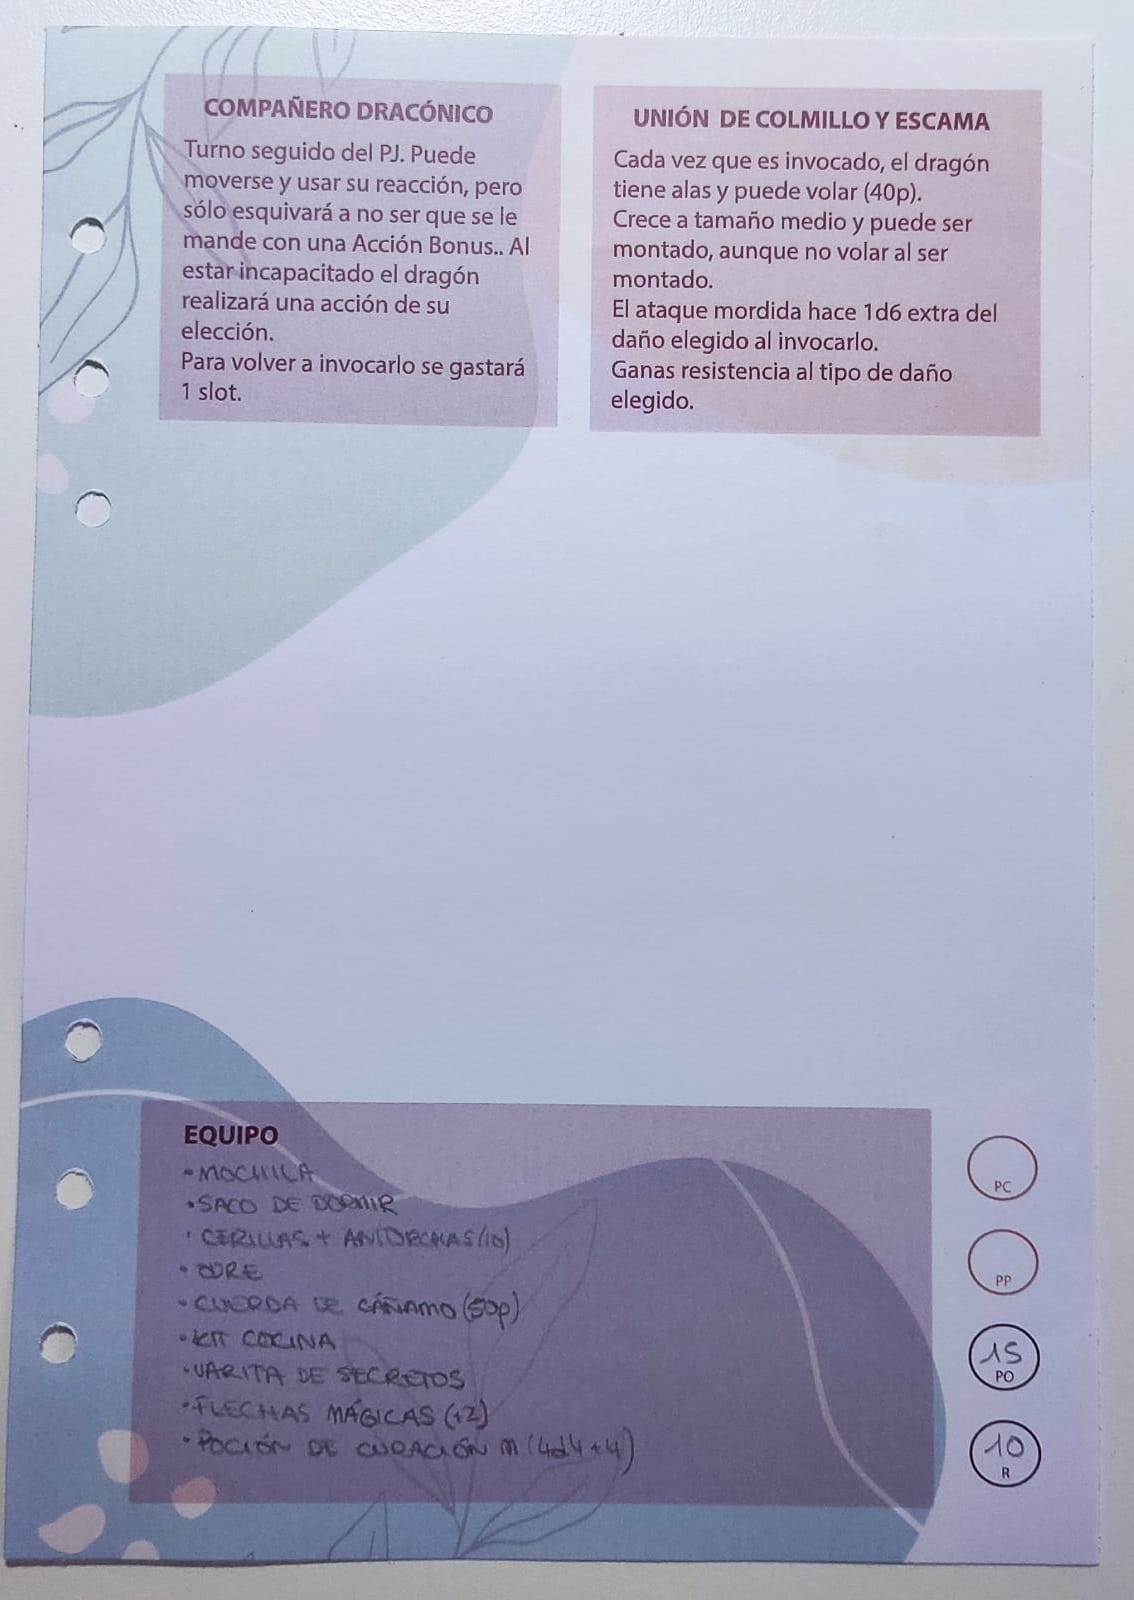 COMPAÑERO DRACÓNICO
Turno seguido del PJ. Puede
moverse y usar su reacción, pero
sólo esquivará a no ser que se le
mande con una Acción Bonus.. Al
estar incapacitado el dragón
realizará una acción de su
elección.
Para volver a invocarlo se gastará
1 slot.
UNIÓN DE COLMILLO Y ESCAMA
Cada vez que es invocado, el dragón
tiene alas y puede volar (40p).
Crece a tamaño medio y puede ser
montado, aunque no volar al ser
montado.
El ataque mordida hace 1d6 extra del
daño elegido al invocarlo.
Ganas resistencia al tipo de daño
elegido.
EQUIPO
• MOCHILA
• SACO DE DORMIR
• CERILLAS + ANTORCHAS (10)
• ODRE
• CUERDA DE CÁÑAMO (50p)
• KIT COCINA
• VARITA DE SECRETOS
• FLECHAS MÁGICAS (+2)
• POCIÓN DE CURACIÓN M (4d4+4)
PC
PP
15
PO
10
R